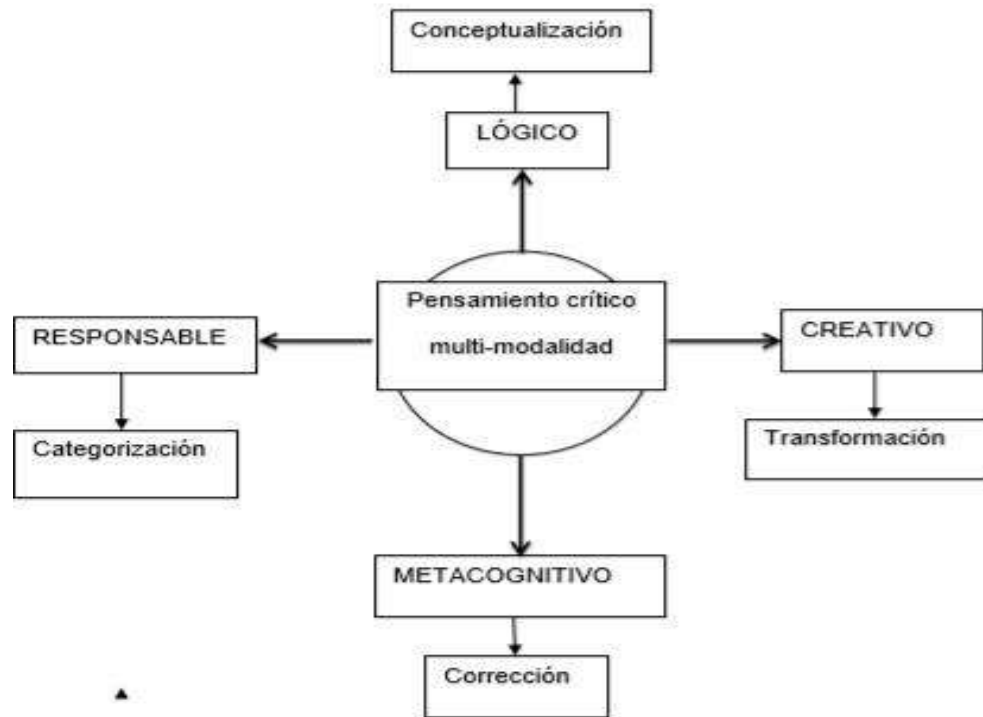 Conceptualización
LÓGICO
Pensamiento crítico
multi-modalidad
RESPONSABLE
CREATIVO
Categorización
Transformación
METACOGNITIVO
Corrección